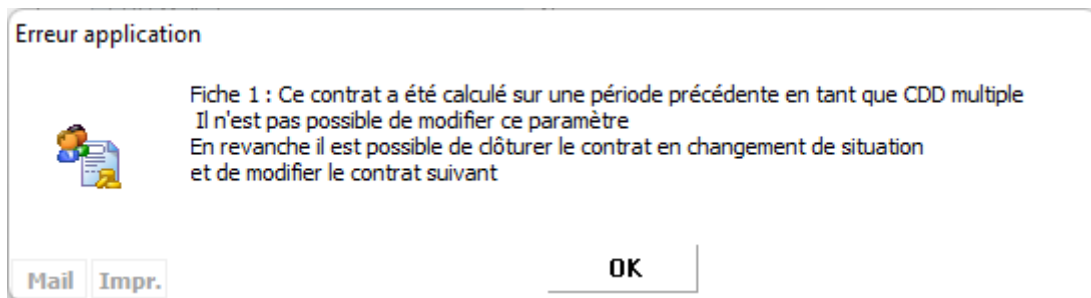 Erreur application
Fiche 1 : Ce contrat a été calculé sur une période précédente en tant que CDD multiple
Il n'est pas possible de modifier ce paramètre
En revanche il est possible de clôturer le contrat en changement de situation
et de modifier le contrat suivant
OK
Mail Impr.